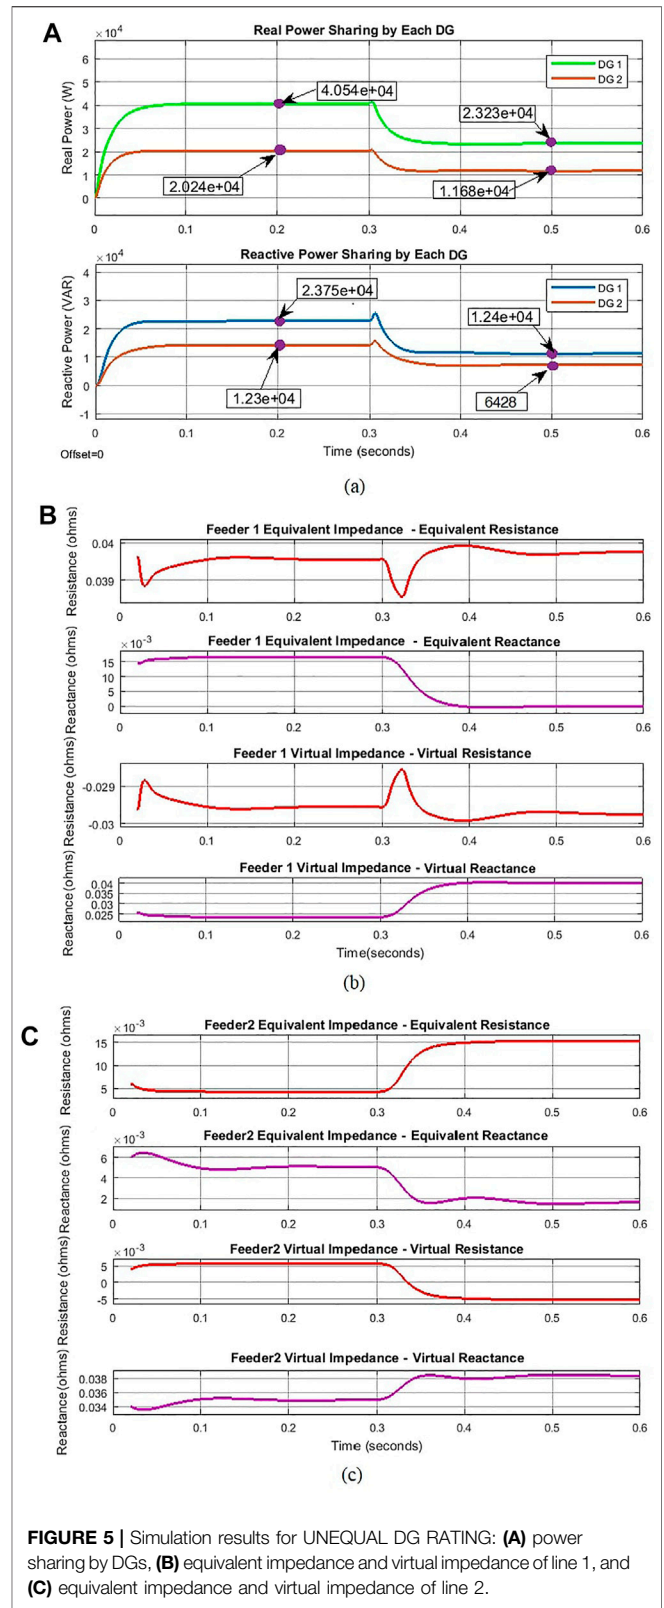 A
Real Power Sharing by Each DG
×10⁴
Real Power (W)
6
5
4
3
2
1
0
4.054e+04
2.024e+04
2.323e+04
1.168e+04
DG 1
DG 2
0 0.1 0.2 0.3 0.4 0.5 0.6
Reactive Power Sharing by Each DG
×10⁴
Reactive Power (VAR)
4
3
2
1
0
-1
2.375e+04
1.23e+04
1.24e+04
6428
DG 1
DG 2
0 0.1 0.2 0.3 0.4 0.5 0.6
Time (seconds)
Offset=0
(a)
B
Feeder 1 Equivalent Impedance - Equivalent Resistance
Resistance (ohms)
0.04
0.039
0 0.1 0.2 0.3 0.4 0.5 0.6
Feeder 1 Equivalent Impedance - Equivalent Reactance
×10⁻³
Reactance (ohms)
15
10
5
0
0 0.1 0.2 0.3 0.4 0.5 0.6
Feeder 1 Virtual Impedance - Virtual Resistance
Resistance (ohms)
-0.029
-0.03
0 0.1 0.2 0.3 0.4 0.5 0.6
Feeder 1 Virtual Impedance - Virtual Reactance
Reactance (ohms)
0.04
0.035
0.03
0.025
0 0.1 0.2 0.3 0.4 0.5 0.6
Time(seconds)
(b)
C
Feeder2 Equivalent Impedance - Equivalent Resistance
×10⁻³
Resistance (ohms)
15
10
5
0 0.1 0.2 0.3 0.4 0.5 0.6
Feeder2 Equivalent Impedance - Equivalent Reactance
×10⁻³
Reactance (ohms)
6
4
2
0 0.1 0.2 0.3 0.4 0.5 0.6
Feeder2 Virtual Impedance - Virtual Resistance
×10⁻³
Resistance (ohms)
5
0
-5
0 0.1 0.2 0.3 0.4 0.5 0.6
Feeder2 Virtual Impedance - Virtual Reactance
Reactance (ohms)
0.038
0.036
0.034
0 0.1 0.2 0.3 0.4 0.5 0.6
Time (seconds)
(c)
FIGURE 5 | Simulation results for UNEQUAL DG RATING: (A) power
sharing by DGs, (B) equivalent impedance and virtual impedance of line 1, and
(C) equivalent impedance and virtual impedance of line 2.